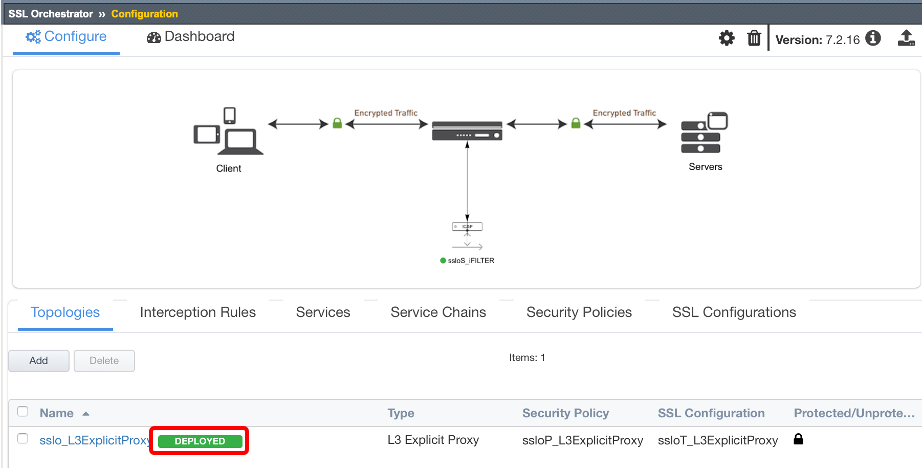 SSL Orchestrator » Configuration
Configure Dashboard Version: 7.2.16
Encrypted Traffic Encrypted Traffic
Client Servers
ICAP
ssloS_iFILTER
Topologies Interception Rules Services Service Chains Security Policies SSL Configurations
Add Delete Items: 1
Name Type Security Policy SSL Configuration Protected/Unprote...
sslo_L3ExplicitProxy DEPLOYED L3 Explicit Proxy ssloP_L3ExplicitProxy ssloT_L3ExplicitProxy